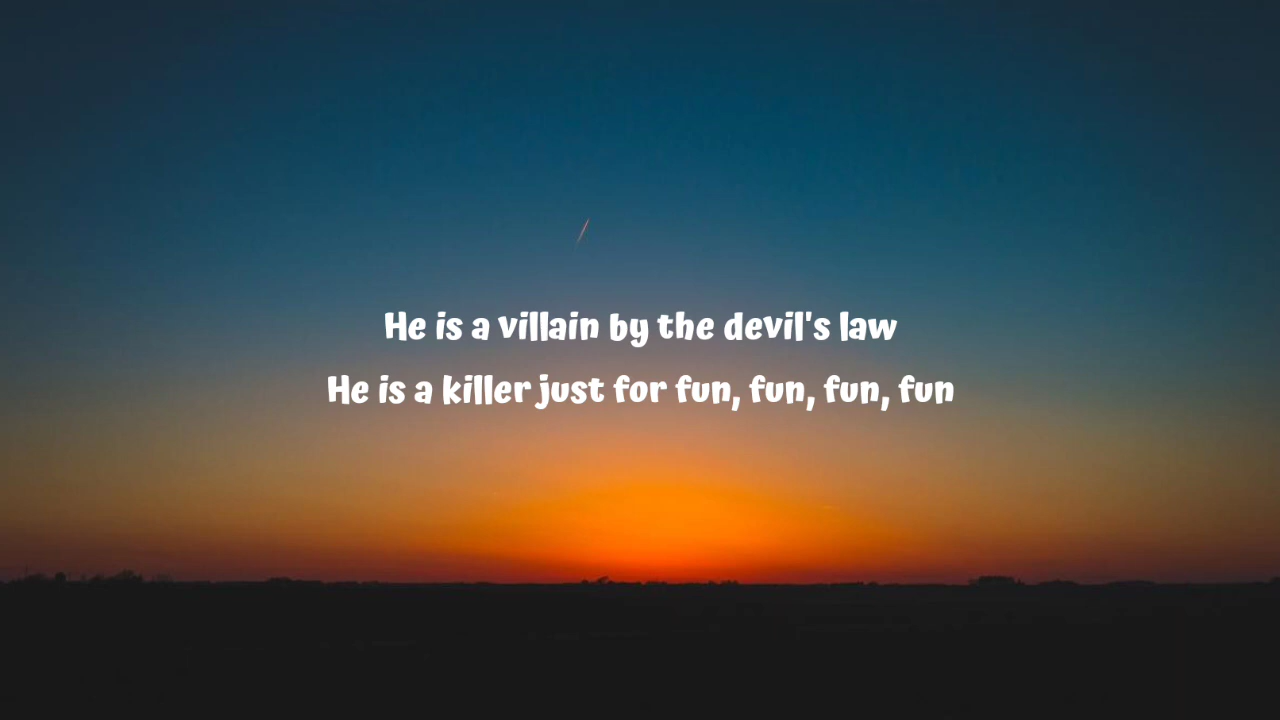 He is a villain by the devil's law
He is a killer just for fun, fun, fun, fun